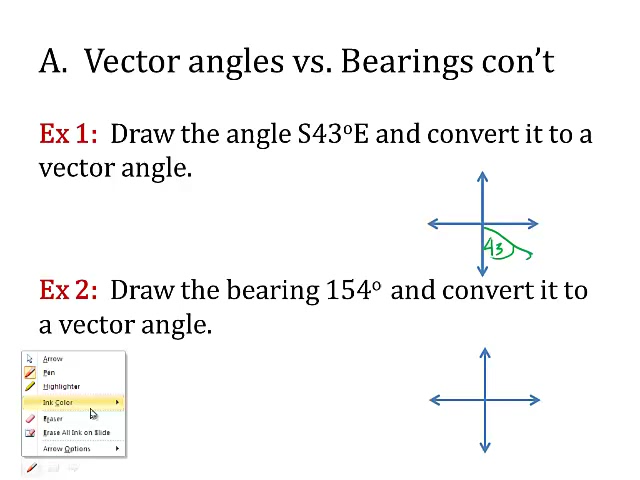 A. Vector angles vs. Bearings con't
Ex 1: Draw the angle S43ºE and convert it to a
vector angle.
43
Ex 2: Draw the bearing 154º and convert it to
a vector angle.
Arrow
Pen
Highlighter
Ink Color
Eraser
Erase All Ink on Slide
Arrow Options